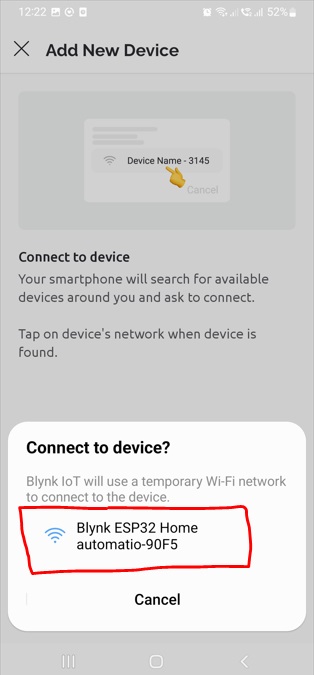 12:22
52%
Add New Device
Device Name - 3145
Cancel
Connect to device
Your smartphone will search for available
devices around you and ask to connect.
Tap on device's network when device is
found.
Connect to device?
Blynk IoT will use a temporary Wi-Fi network
to connect to the device.
Blynk ESP32 Home
automatio-90F5
Cancel